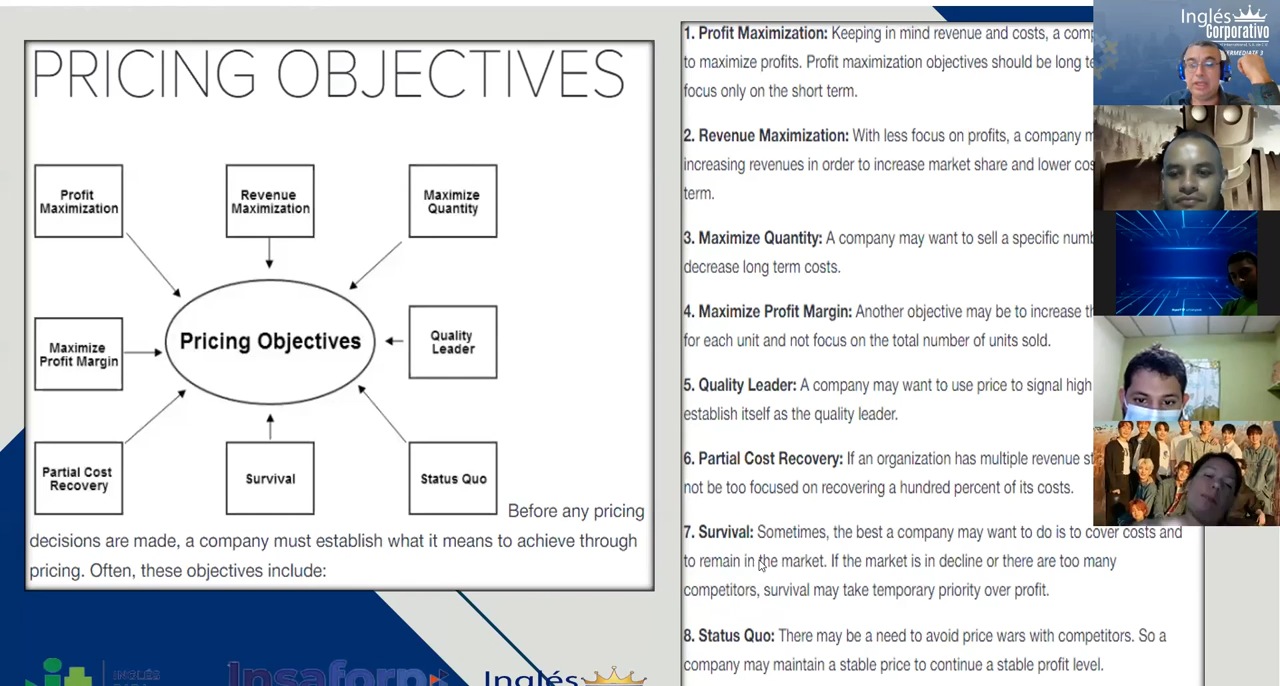 PRICING OBJECTIVES
Profit
Maximization
Revenue
Maximization
Maximize
Quantity
Maximize
Profit Margin
Pricing Objectives
Quality
Leader
Partial Cost
Recovery
Survival
Status Quo
Before any pricing
decisions are made, a company must establish what it means to achieve through
pricing. Often, these objectives include:
1. Profit Maximization: Keeping in mind revenue and costs, a
to maximize profits. Profit maximization objectives should be long
focus only on the short term.
2. Revenue Maximization: With less focus on profits, a company
increasing revenues in order to increase market share and lower
term.
3. Maximize Quantity: A company may want to sell a specific
decrease long term costs.
4. Maximize Profit Margin: Another objective may be to increase
for each unit and not focus on the total number of units sold.
5. Quality Leader: A company may want to use price to signal high
establish itself as the quality leader.
6. Partial Cost Recovery: If an organization has multiple revenue
not be too focused on recovering a hundred percent of its costs.
7. Survival: Sometimes, the best a company may want to do is to cover costs and
to remain in the market. If the market is in decline or there are too many
competitors, survival may take temporary priority over profit.
8. Status Quo: There may be a need to avoid price wars with competitors. So a
company may maintain a stable price to continue a stable profit level.
Inglés
Corporativo
INGLÉS
Insaforp
Inglés